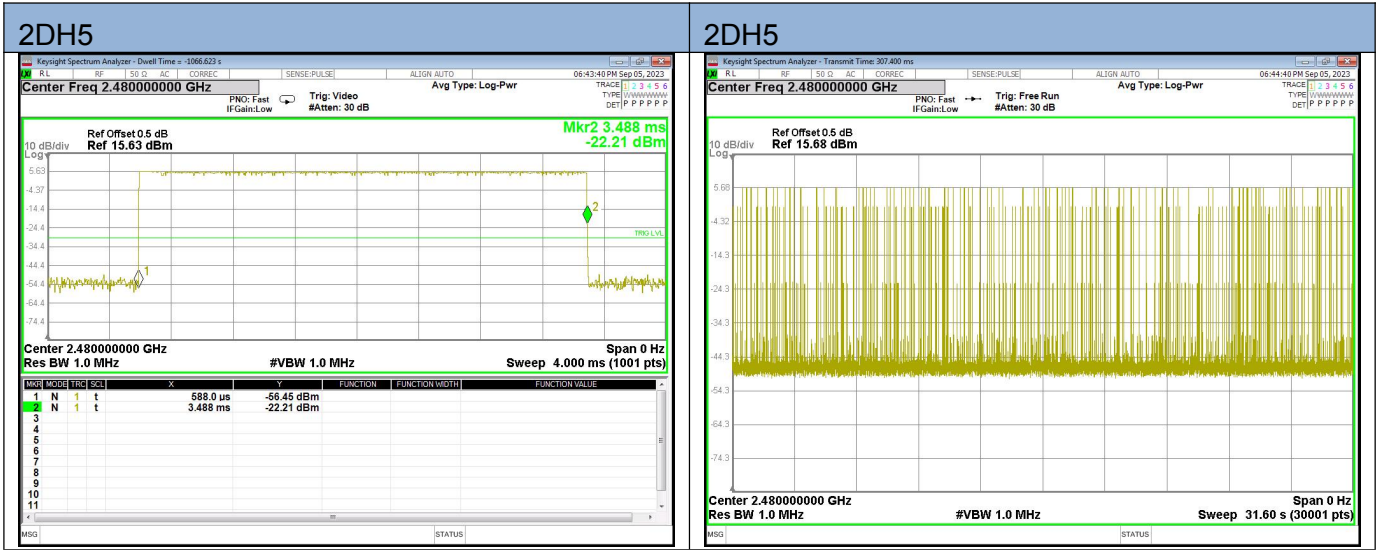 2DH5
Keysight Spectrum Analyzer - Dwell Time = -1066.623 s
LXI RL RF 50 Ω AC CORREC SENSE:PULSE ALIGN AUTO 06:43:40 PM Sep 05, 2023
Center Freq 2.480000000 GHz
PNO: Fast
IFGain:Low
Trig: Video
#Atten: 30 dB
Avg Type: Log-Pwr
TRACE 1 2 3 4 5 6
TYPE WWWWWW
DET P P P P P P
Mkr2 3.488 ms
-22.21 dBm
Ref Offset 0.5 dB
10 dB/div Ref 15.63 dBm
Log
5.63
-4.37
-14.4
-24.4
-34.4
-44.4
-54.4
-64.4
-74.4
1
2
TRIG LVL
Center 2.480000000 GHz Span 0 Hz
Res BW 1.0 MHz #VBW 1.0 MHz Sweep 4.000 ms (1001 pts)
MKR MODE TRC SCL X Y FUNCTION FUNCTION WIDTH FUNCTION VALUE
1 N 1 t 588.0 µs -56.45 dBm
2 N 1 t 3.488 ms -22.21 dBm
3
4
5
6
7
8
9
10
11
MSG STATUS
2DH5
Keysight Spectrum Analyzer - Transmit Time: 307.400 ms
LXI RL RF 50 Ω AC CORREC SENSE:PULSE ALIGN AUTO 06:44:40 PM Sep 05, 2023
Center Freq 2.480000000 GHz
PNO: Fast
IFGain:Low
Trig: Free Run
#Atten: 30 dB
Avg Type: Log-Pwr
TRACE 1 2 3 4 5 6
TYPE WWWWWW
DET P P P P P P
Ref Offset 0.5 dB
10 dB/div Ref 15.68 dBm
Log
5.68
-4.32
-14.3
-24.3
-34.3
-44.3
-54.3
-64.3
-74.3
Center 2.480000000 GHz Span 0 Hz
Res BW 1.0 MHz #VBW 1.0 MHz Sweep 31.60 s (30001 pts)
MSG STATUS